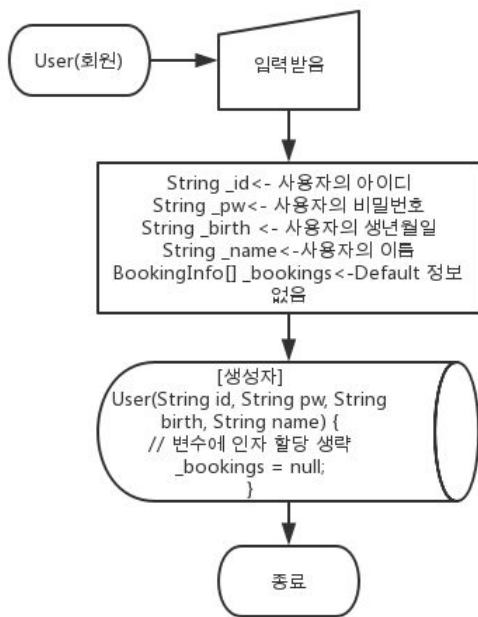 User(회원)
입력받음
String _id<- 사용자의 아이디
String _pw<- 사용자의 비밀번호
String _birth <- 사용자의 생년월일
String _name<-사용자의 이름
BookingInfo[] _bookings<-Default 정보
없음
[생성자]
User(String id, String pw, String
birth, String name) {
// 변수에 인자 할당 생략
_bookings = null;
}
종료